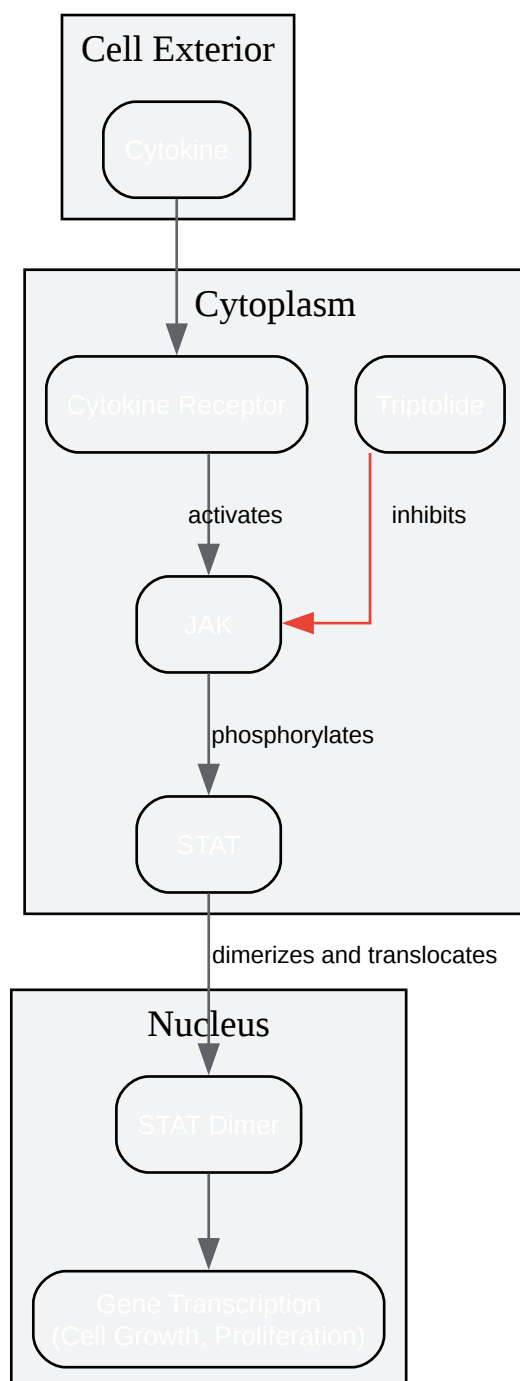 Cell Exterior
Cytokine
Cytoplasm
Cytokine Receptor
Triptolide
activates
inhibits
JAK
phosphorylates
STAT
dimerizes and translocates
Nucleus
STAT Dimer
Gene Transcription
(Cell Growth, Proliferation)